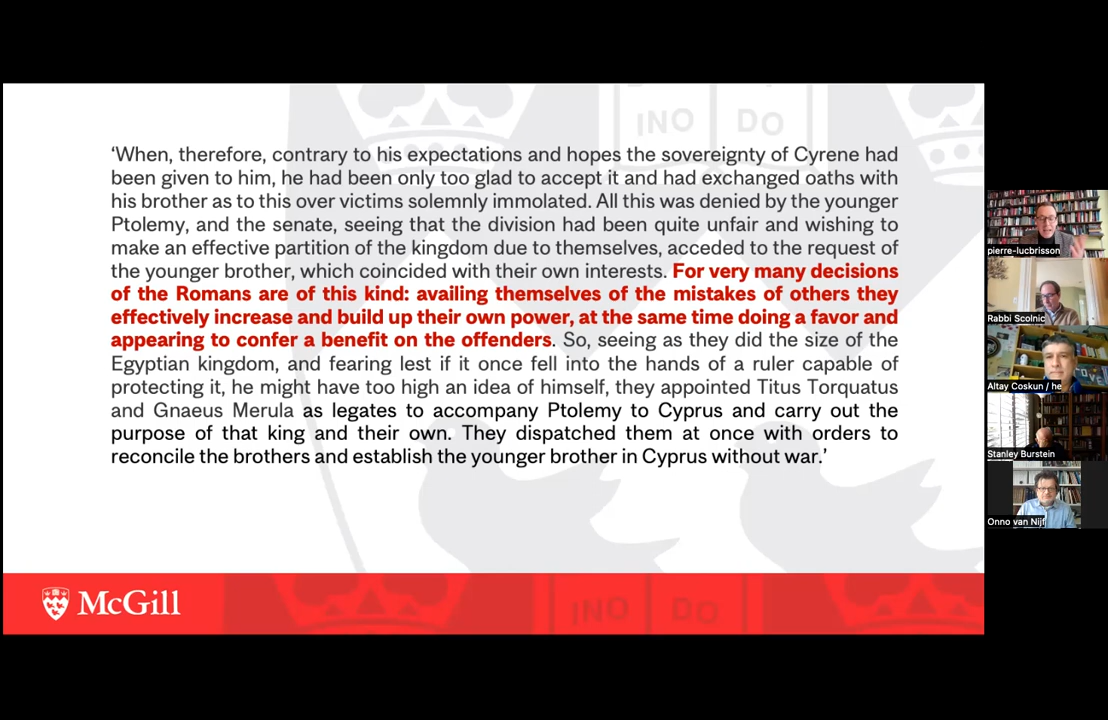 INO DO
‘When, therefore, contrary to his expectations and hopes the sovereignty of Cyrene had
been given to him, he had been only too glad to accept it and had exchanged oaths with
his brother as to this over victims solemnly immolated. All this was denied by the younger
Ptolemy, and the senate, seeing that the division had been quite unfair and wishing to
make an effective partition of the kingdom due to themselves, acceded to the request of
the younger brother, which coincided with their own interests. For very many decisions
of the Romans are of this kind: availing themselves of the mistakes of others they
effectively increase and build up their own power, at the same time doing a favor and
appearing to confer a benefit on the offenders. So, seeing as they did the size of the
Egyptian kingdom, and fearing lest if it once fell into the hands of a ruler capable of
protecting it, he might have too high an idea of himself, they appointed Titus Torquatus
and Gnaeus Merula as legates to accompany Ptolemy to Cyprus and carry out the
purpose of that king and their own. They dispatched them at once with orders to
reconcile the brothers and establish the younger brother in Cyprus without war.’
McGill
INO DO
pierre-lucbrisson
Rabbi Scolnic
Altay Coskun / he
Stanley Burstein
Onno van Nijf